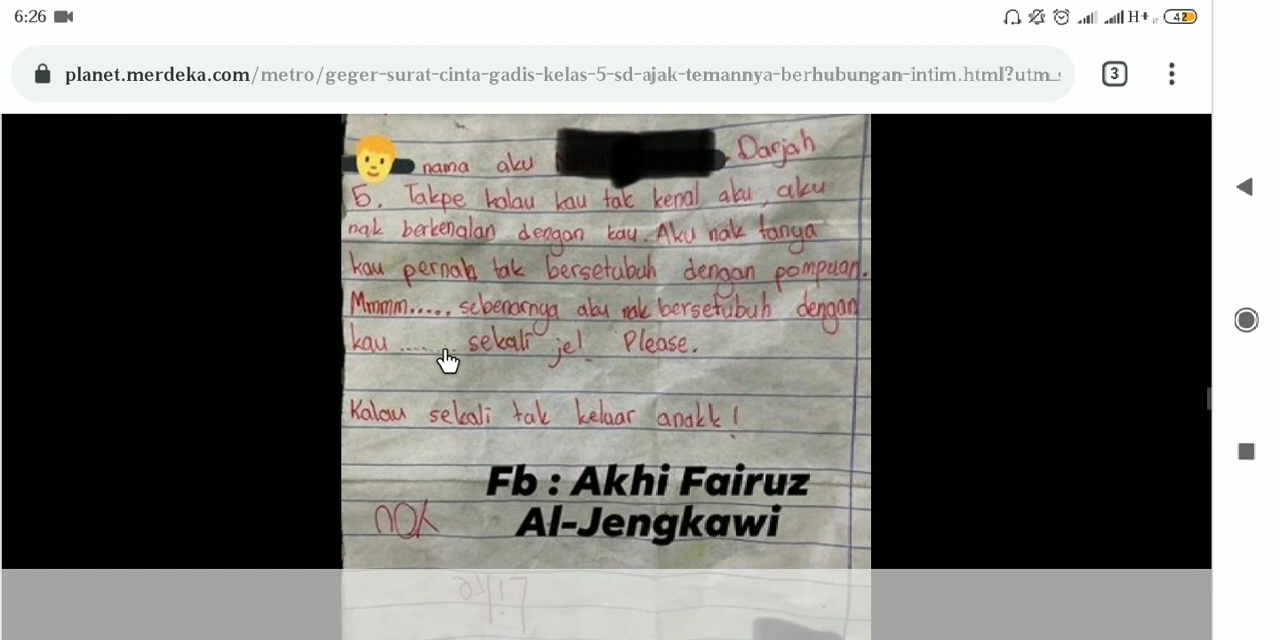 6:26
H+
42
planet.merdeka.com/metro/geger-surat-cinta-gadis-kelas-5-sd-ajak-temannya-berhubungan-intim.html?utm_s
3
nama aku Darjah
5. Takpe kalau kau tak kenal aku, aku
nak berkenalan dengan kau. Aku nak tanya
kau pernah tak bersetubuh dengan pompuan.
Mmmm..... sebenarnya aku nak bersetubuh dengan
kau ........ sekali je! Please.
Kalau sekali tak keluar anakk!
Fb : Akhi Fairuz
Al-Jengkawi